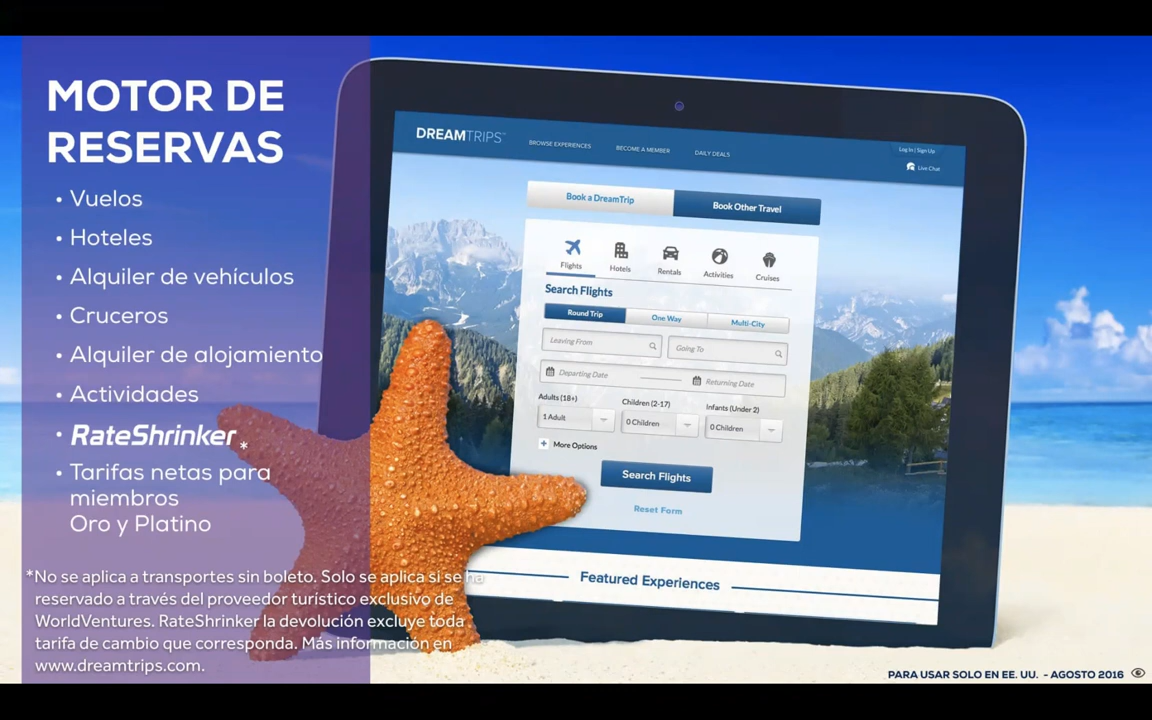 MOTOR DE
RESERVAS
• Vuelos
• Hoteles
• Alquiler de vehículos
• Cruceros
• Alquiler de alojamiento
• Actividades
• RateShrinker*
• Tarifas netas para
miembros
Oro y Platino
*No se aplica a transportes sin boleto. Solo se aplica si se ha
reservado a través del proveedor turístico exclusivo de
WorldVentures. RateShrinker la devolución excluye toda
tarifa de cambio que corresponda. Más información en
www.dreamtrips.com.
DREAMTRIPS™
BROWSE EXPERIENCES BECOME A MEMBER DAILY DEALS
Log In | Sign Up
Live Chat
Book a DreamTrip Book Other Travel
Flights Hotels Rentals Activities Cruises
Search Flights
Round Trip One Way Multi-City
Leaving From Going To
Departing Date Returning Date
Adults (18+) Children (2-17) Infants (Under 2)
1 Adult 0 Children 0 Children
+ More Options
Search Flights
Reset Form
Featured Experiences
PARA USAR SOLO EN EE. UU. - AGOSTO 2016